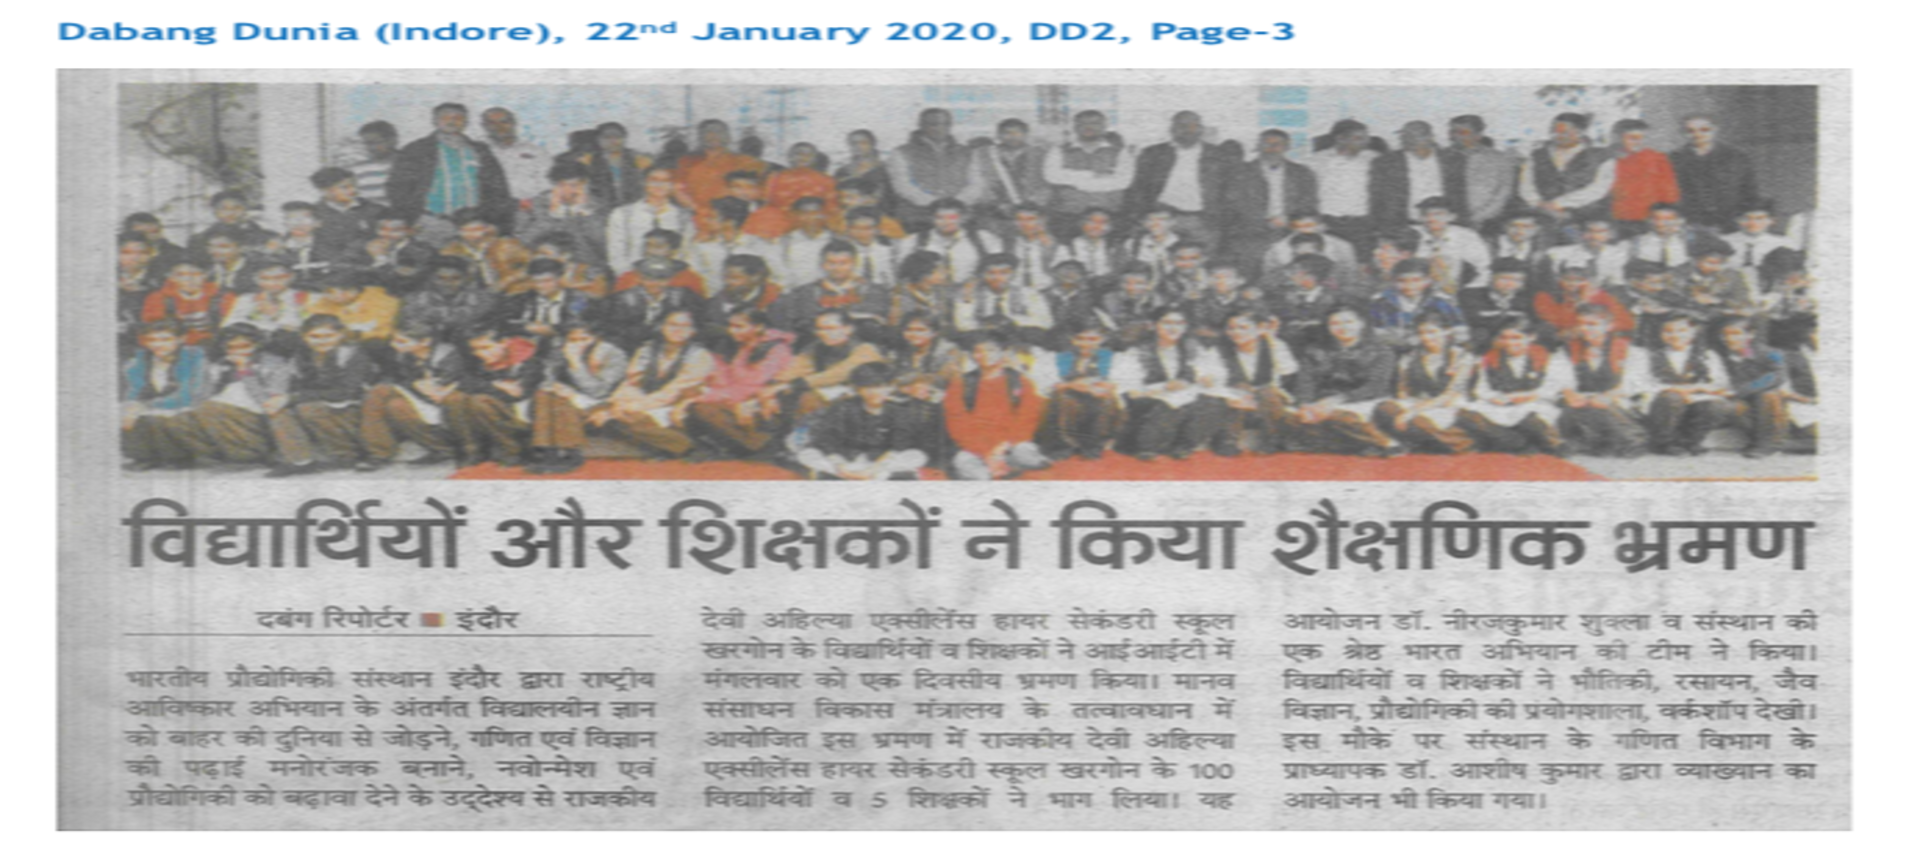 Dabang Dunia (Indore), 22nd January 2020, DD2, Page-3
विद्यार्थियों और शिक्षकों ने किया शैक्षणिक भ्रमण
दबंग रिपोर्टर ■ इंदौर
भारतीय प्रौद्योगिकी संस्थान इंदौर द्वारा राष्ट्रीय
आविष्कार अभियान के अंतर्गत विद्यालयीन ज्ञान
को बाहर की दुनिया से जोड़ने, गणित एवं विज्ञान
की पढ़ाई मनोरंजक बनाने, नवोन्मेश एवं
प्रौद्योगिकी को बढ़ावा देने के उद्देश्य से राजकीय
देवी अहिल्या एक्सीलेंस हायर सेकंडरी स्कूल
खरगोन के विद्यार्थियों व शिक्षकों ने आईआईटी में
मंगलवार को एक दिवसीय भ्रमण किया। मानव
संसाधन विकास मंत्रालय के तत्वावधान में
आयोजित इस भ्रमण में राजकीय देवी अहिल्या
एक्सीलेंस हायर सेकंडरी स्कूल खरगोन के 100
विद्यार्थियों व 5 शिक्षकों ने भाग लिया। यह
आयोजन डॉ. नीरजकुमार शुक्ला व संस्थान की
एक श्रेष्ठ भारत अभियान की टीम ने किया।
विद्यार्थियों व शिक्षकों ने भौतिकी, रसायन, जैव
विज्ञान, प्रौद्योगिकी की प्रयोगशाला, वर्कशॉप देखी।
इस मौके पर संस्थान के गणित विभाग के
प्राध्यापक डॉ. आशीष कुमार द्वारा व्याख्यान का
आयोजन भी किया गया।